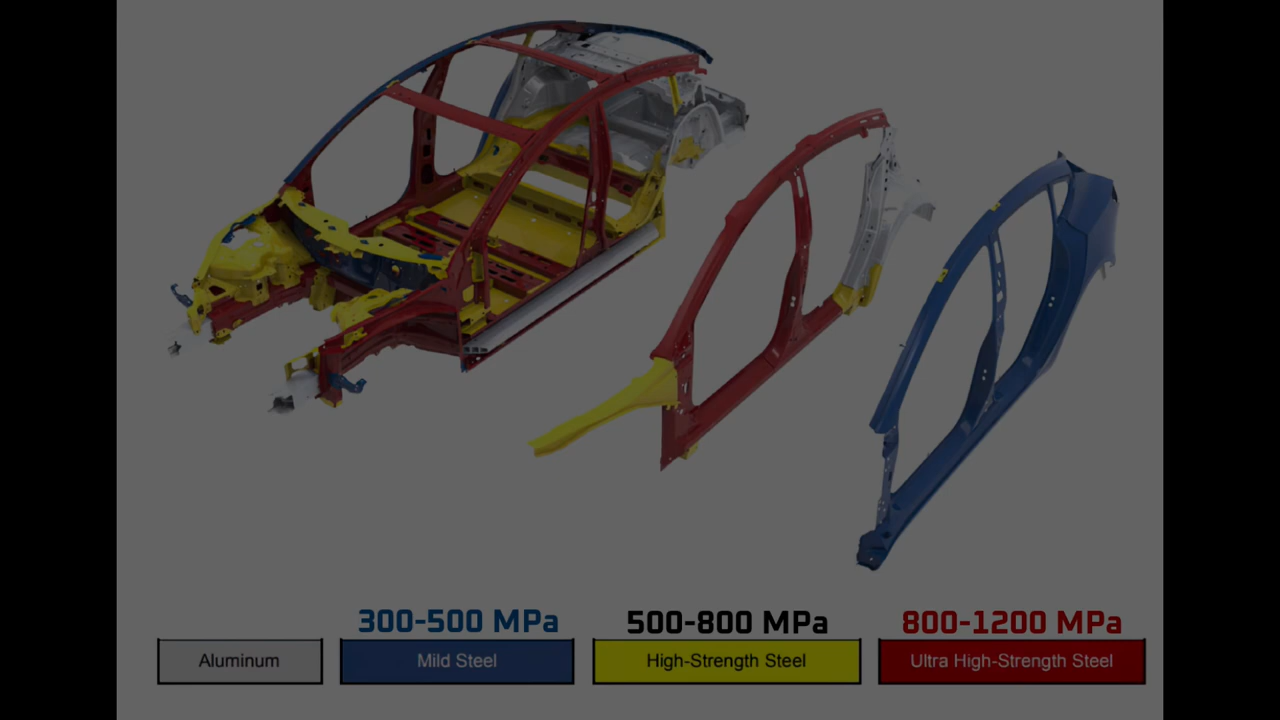 300-500 MPa
500-800 MPa
800-1200 MPa
Aluminum
Mild Steel
High-Strength Steel
Ultra High-Strength Steel